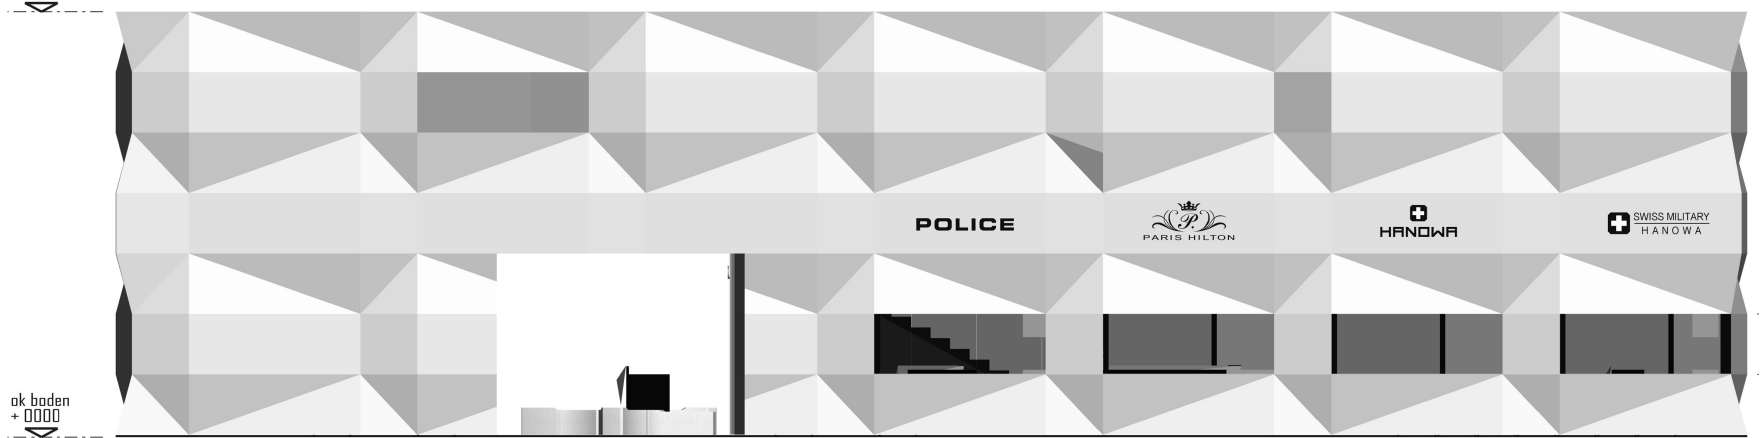 POLICE
P.
PARIS HILTON
HANOWA
SWISS MILITARY
HANOWA
ok boden
+ 0000